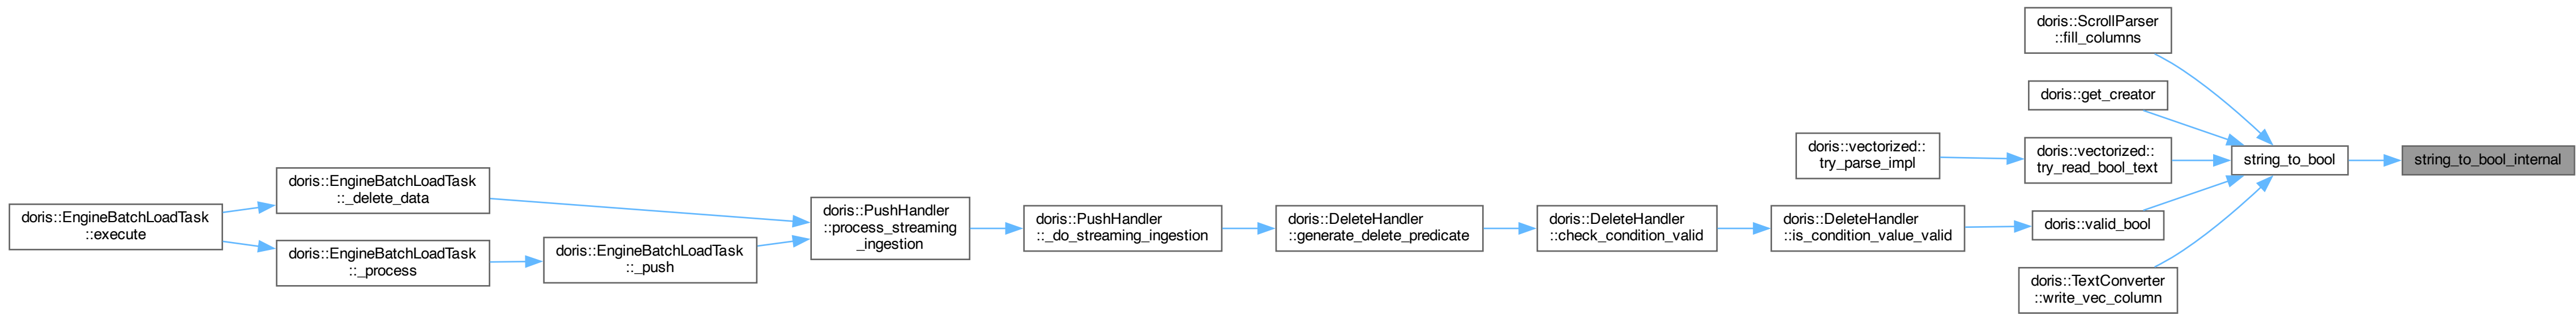 doris::ScrollParser
::fill_columns
doris::get_creator
doris::vectorized::
try_parse_impl
doris::vectorized::
try_read_bool_text
string_to_bool
string_to_bool_internal
doris::EngineBatchLoadTask
::execute
doris::EngineBatchLoadTask
::_delete_data
doris::EngineBatchLoadTask
::_process
doris::EngineBatchLoadTask
::_push
doris::PushHandler
::process_streaming
_ingestion
doris::PushHandler
::_do_streaming_ingestion
doris::DeleteHandler
::generate_delete_predicate
doris::DeleteHandler
::check_condition_valid
doris::DeleteHandler
::is_condition_value_valid
doris::valid_bool
doris::TextConverter
::write_vec_column